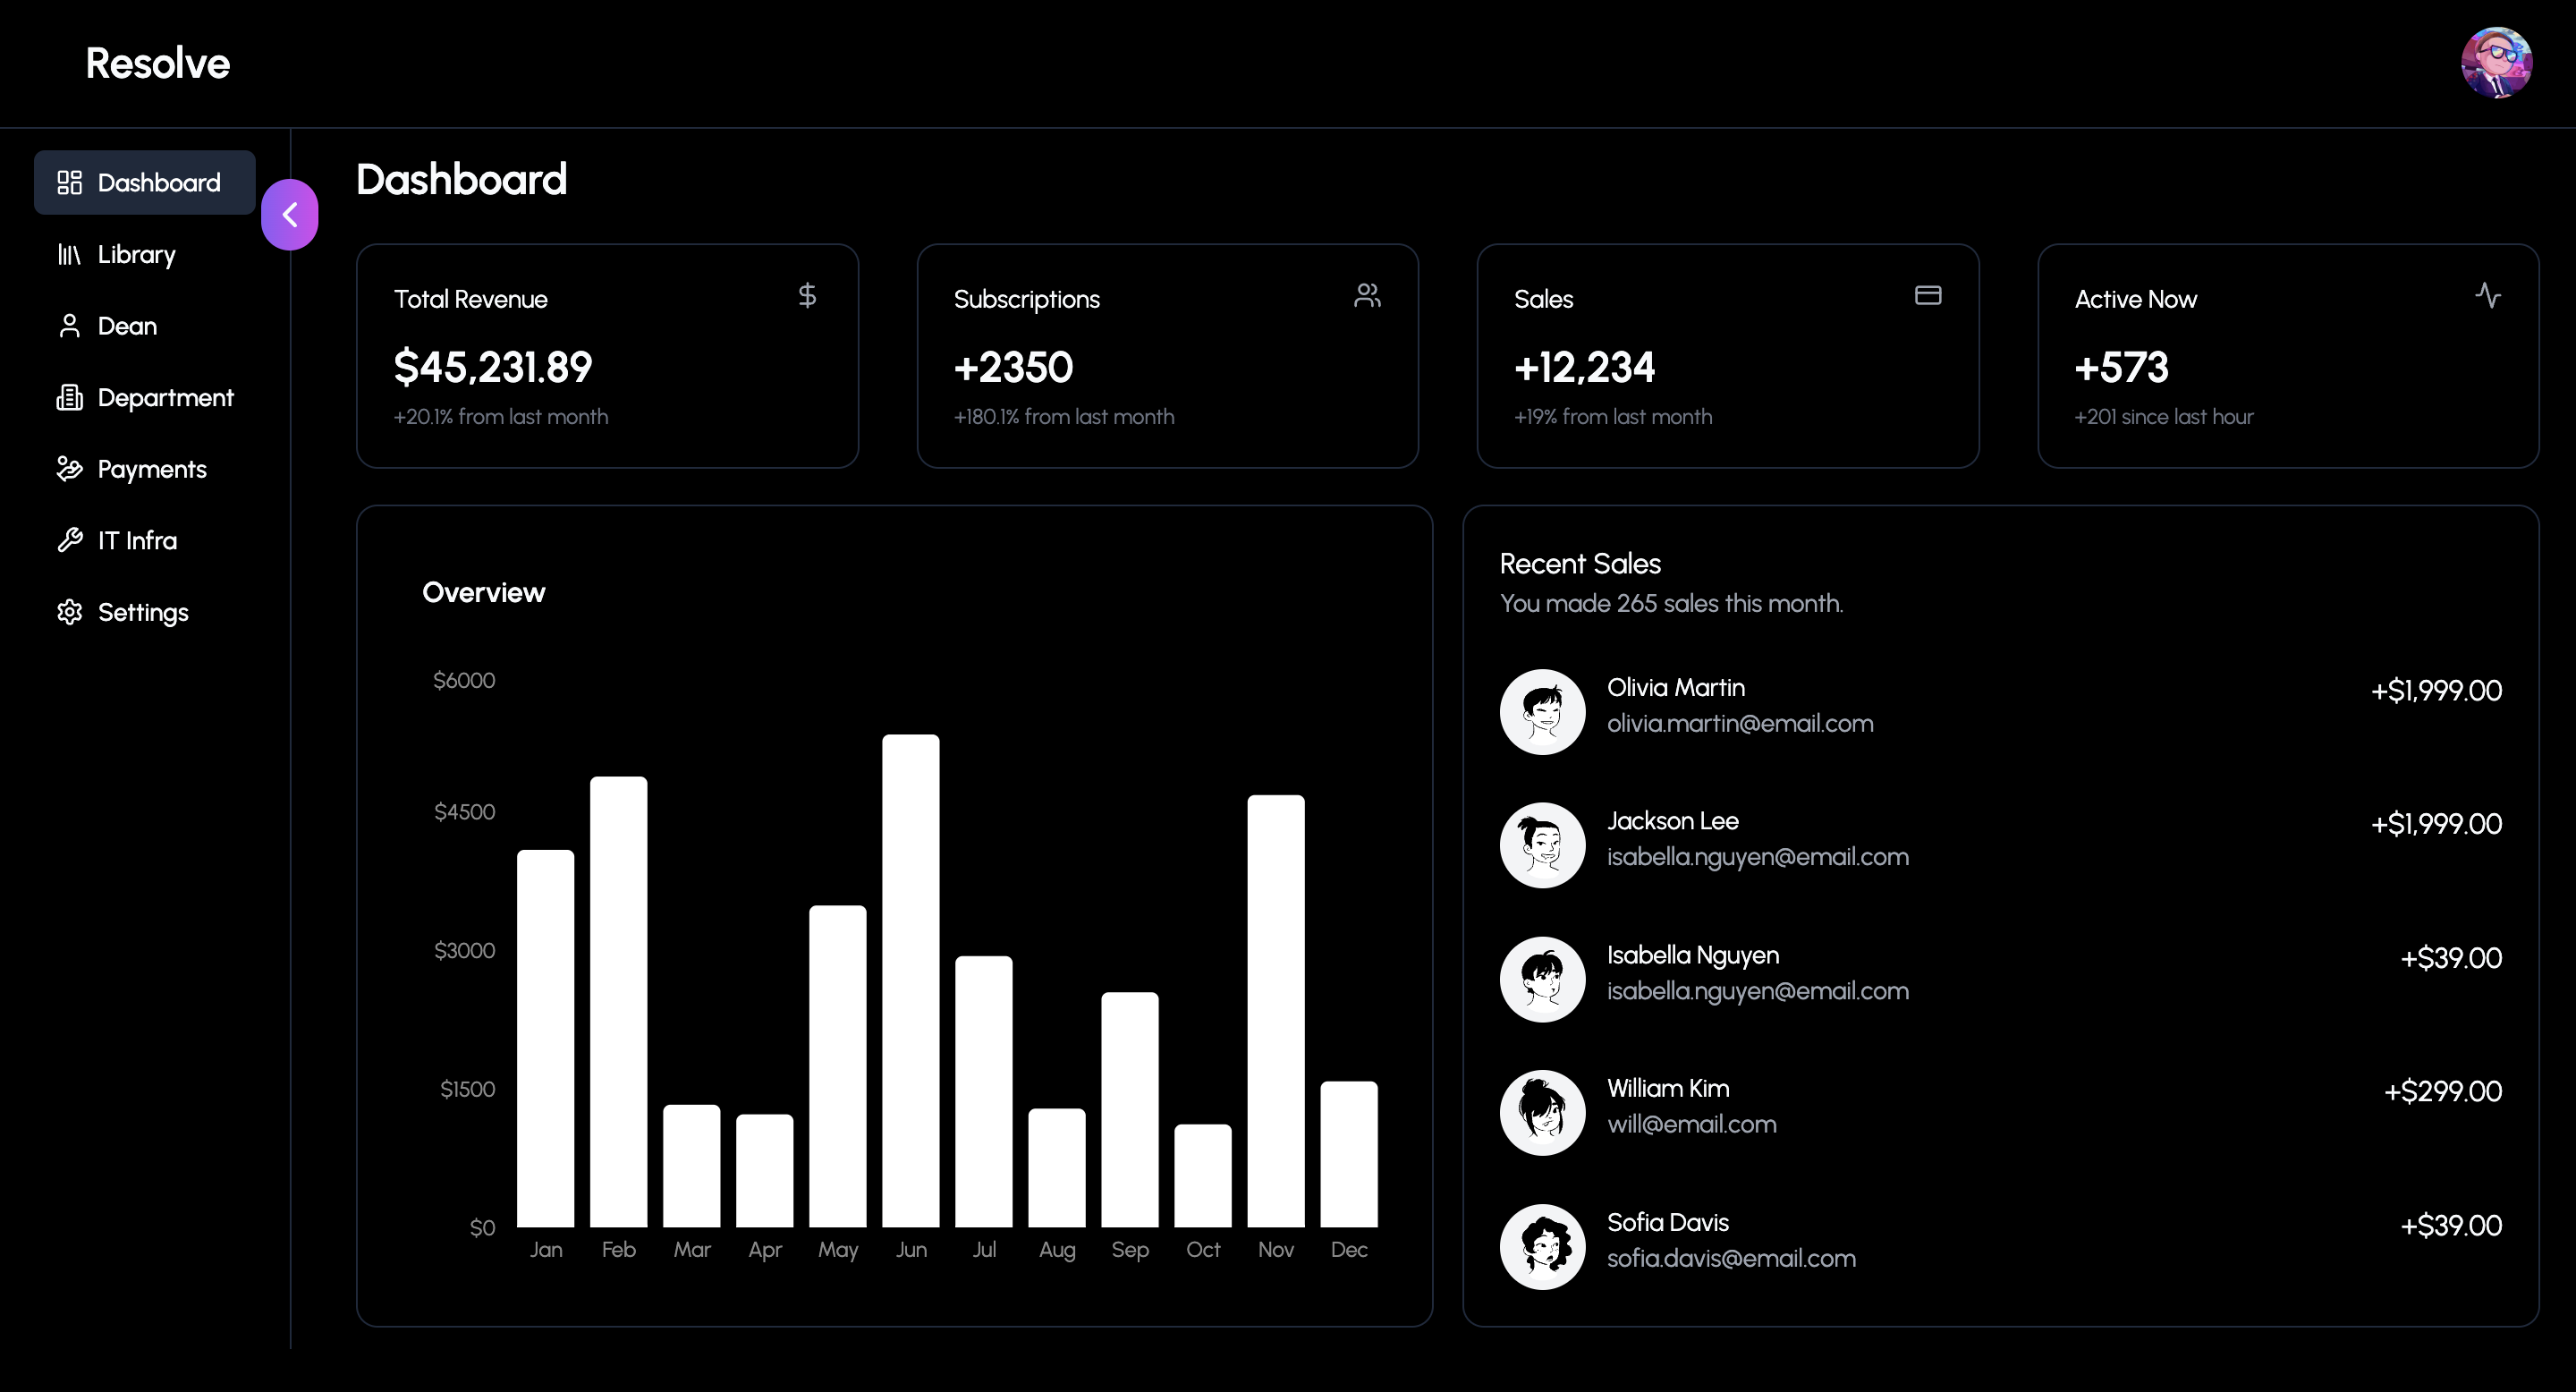 Resolve
Dashboard
Library
Dean
Department
Payments
IT Infra
Settings
Dashboard
Total Revenue
$45,231.89
+20.1% from last month
Subscriptions
+2350
+180.1% from last month
Sales
+12,234
+19% from last month
Active Now
+573
+201 since last hour
Overview
$6000
$4500
$3000
$1500
$0
Jan Feb Mar Apr May Jun Jul Aug Sep Oct Nov Dec
Recent Sales
You made 265 sales this month.
Olivia Martin
olivia.martin@email.com
+$1,999.00
Jackson Lee
isabella.nguyen@email.com
+$1,999.00
Isabella Nguyen
isabella.nguyen@email.com
+$39.00
William Kim
will@email.com
+$299.00
Sofia Davis
sofia.davis@email.com
+$39.00